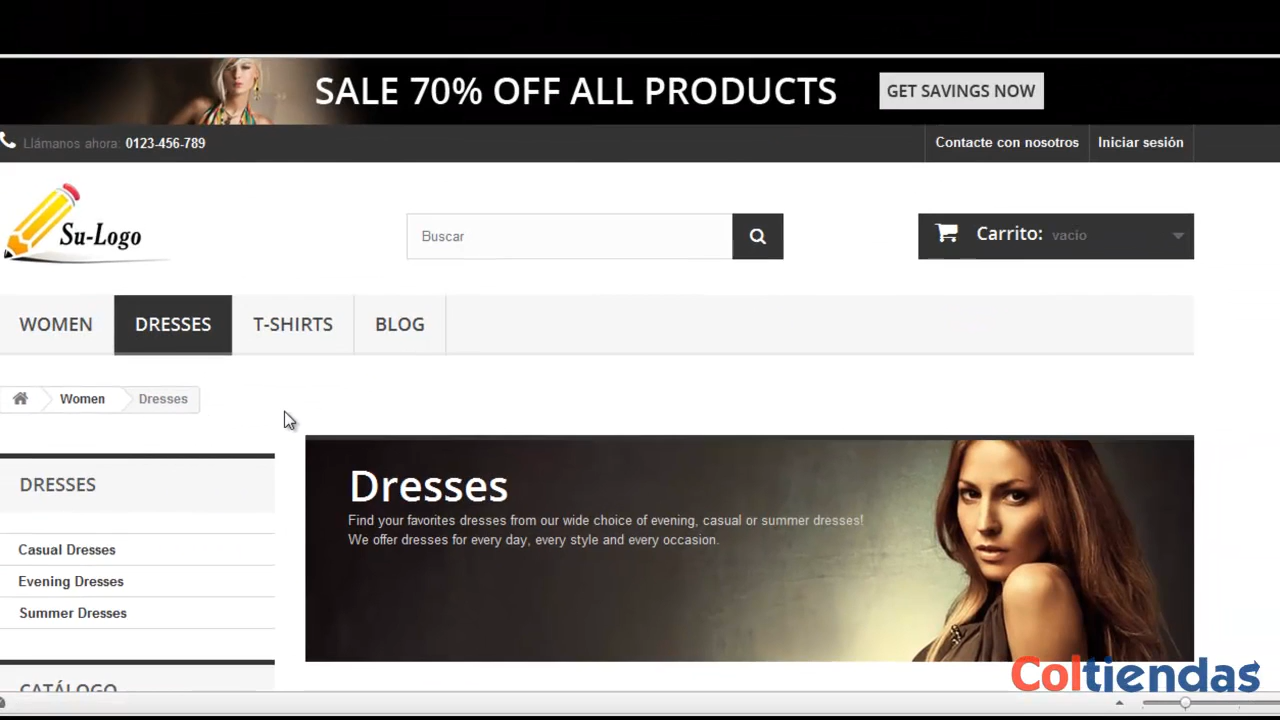 SALE 70% OFF ALL PRODUCTS GET SAVINGS NOW
Llámanos ahora: 0123-456-789 Contacte con nosotros Iniciar sesión
Su-Logo Buscar Carrito: vacío
WOMEN DRESSES T-SHIRTS BLOG
Women Dresses
DRESSES
Casual Dresses
Evening Dresses
Summer Dresses
CATÁLOGO
Dresses
Find your favorites dresses from our wide choice of evening, casual or summer dresses!
We offer dresses for every day, every style and every occasion.
Coltiendas